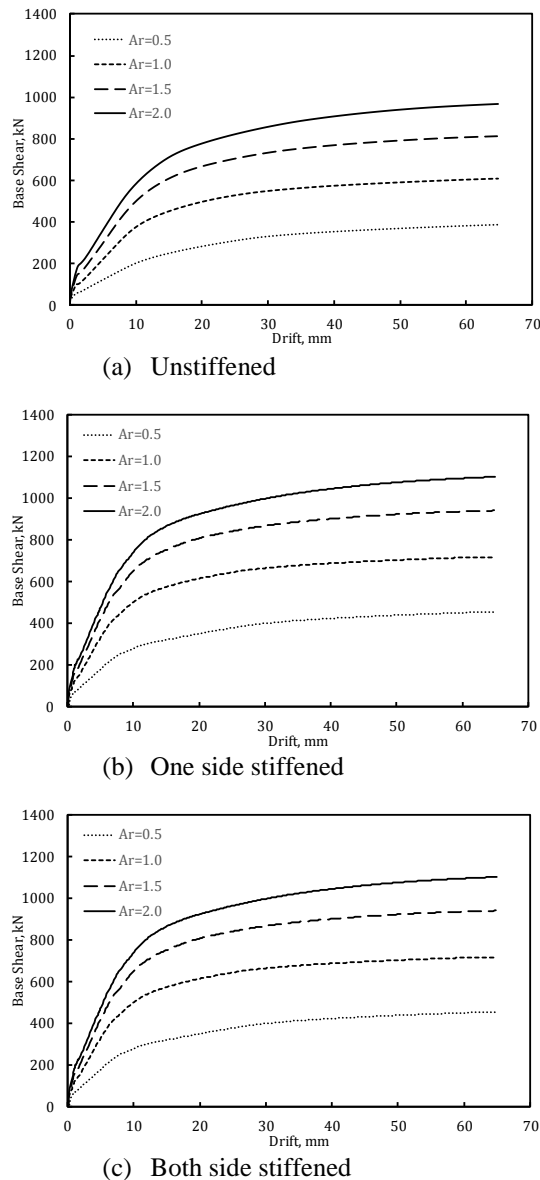 1400
1200
1000
800
600
400
200
0
Base Shear, kN
Ar=0.5
Ar=1.0
Ar=1.5
Ar=2.0
0 10 20 30 40 50 60 70
Drift, mm
(a) Unstiffened
1400
1200
1000
800
600
400
200
0
Base Shear, kN
Ar=0.5
Ar=1.0
Ar=1.5
Ar=2.0
0 10 20 30 40 50 60 70
Drift, mm
(b) One side stiffened
1400
1200
1000
800
600
400
200
0
Base Shear, kN
Ar=0.5
Ar=1.0
Ar=1.5
Ar=2.0
0 10 20 30 40 50 60 70
Drift, mm
(c) Both side stiffened